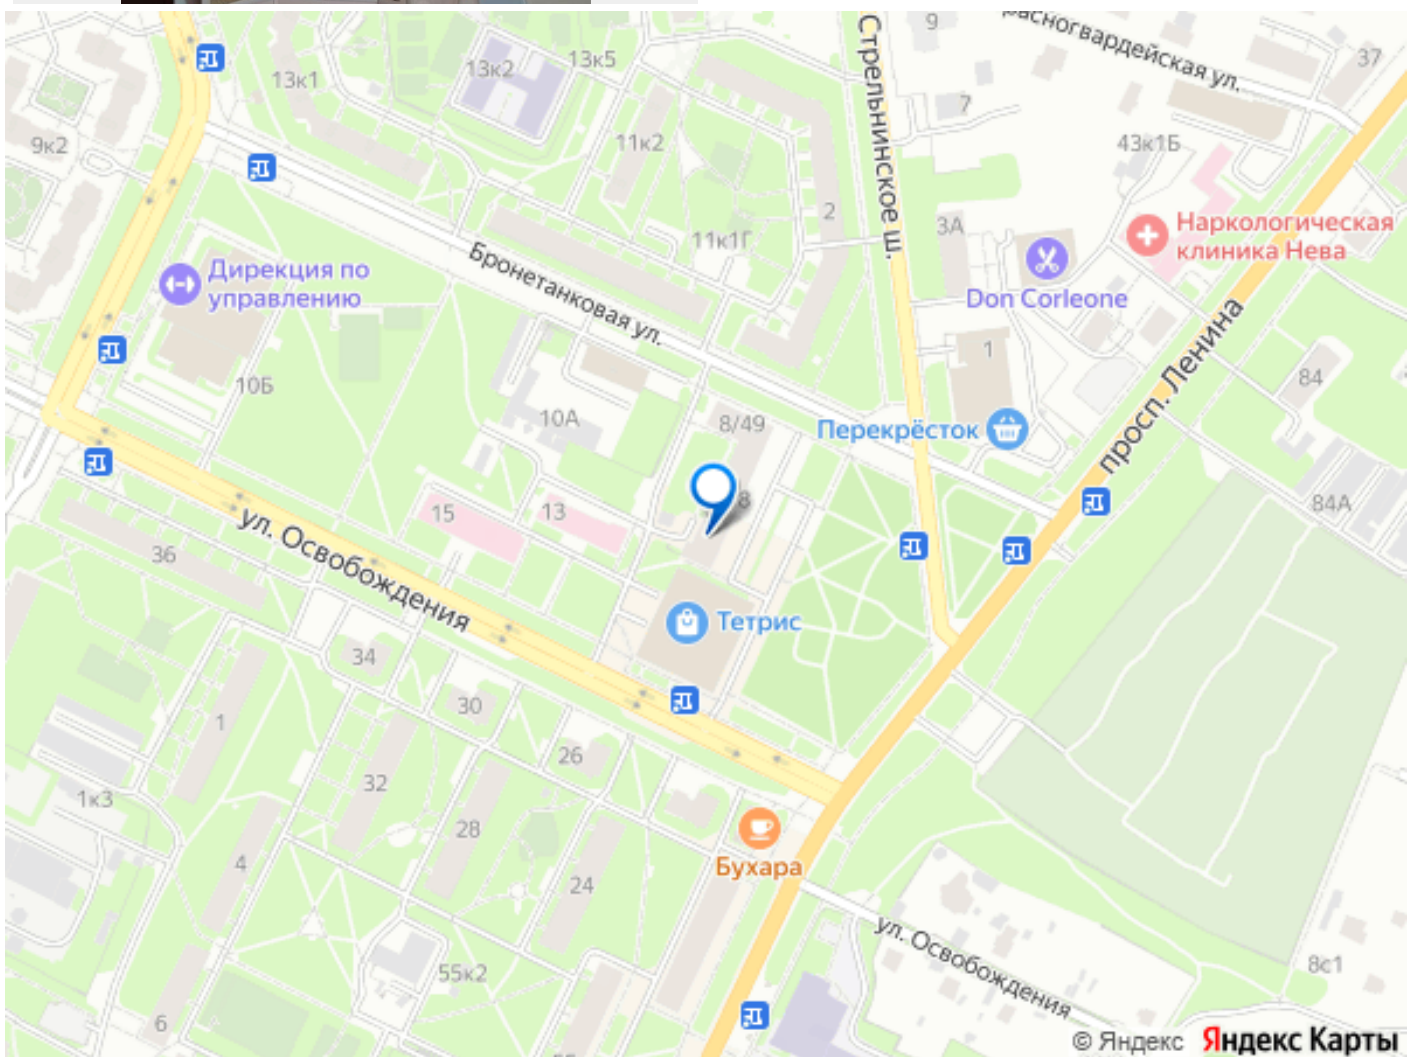 9
37
13к5
13к2
13к1
Стрельнинское ш.
расногвардейская ул.
7
11к2
43к1Б
9к2
2
Наркологическая
клиника Нева
3А
11к1Г
Бронетанковая ул.
Дирекция по
управлению
Don Corleone
1
просп. Ленина
84
10Б
10А
8/49
Перекрёсток
8
84А
15
13
ул. Освобождения
36
Тетрис
34
30
1
26
32
1к3
28
4
Бухара
24
ул. Освобождения
55к2
8с1
6
© Яндекс Яндекс Карты